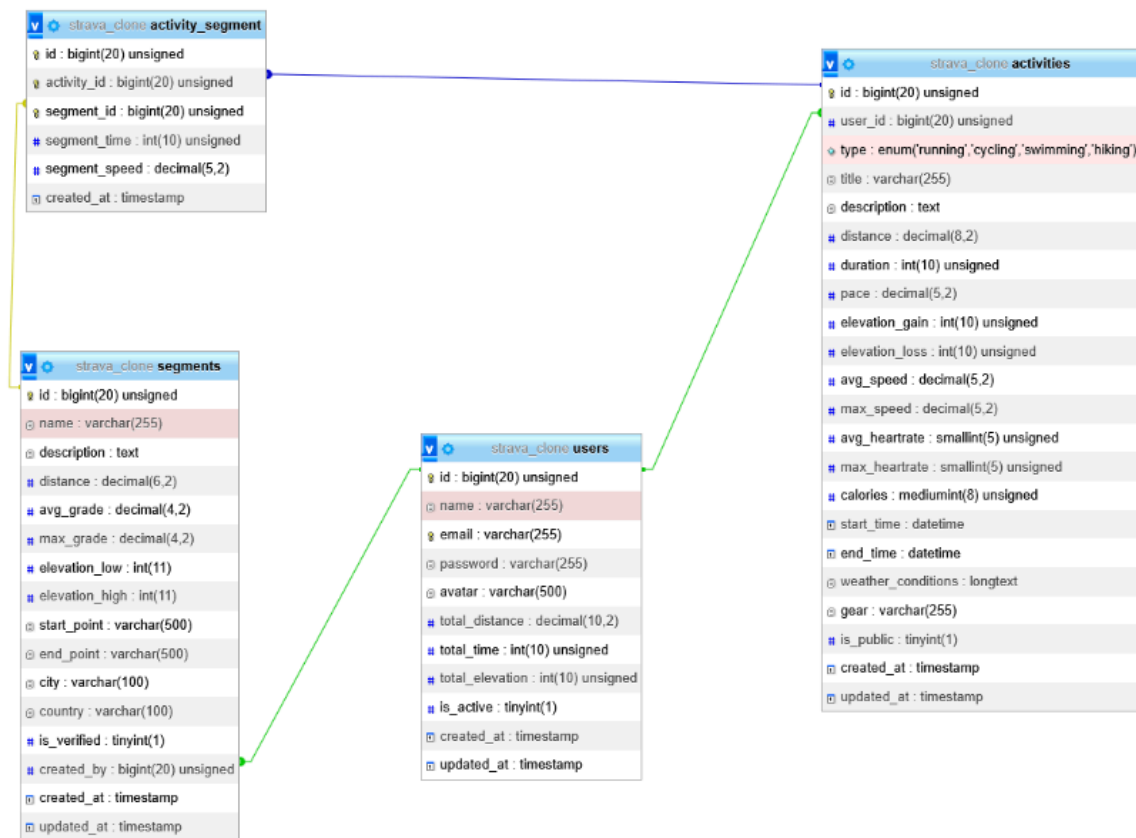 strava_clone activity_segment
id : bigint(20) unsigned
activity_id : bigint(20) unsigned
segment_id : bigint(20) unsigned
segment_time : int(10) unsigned
segment_speed : decimal(5,2)
created_at : timestamp
strava_clone activities
id : bigint(20) unsigned
user_id : bigint(20) unsigned
type : enum('running','cycling','swimming','hiking')
title : varchar(255)
description : text
distance : decimal(8,2)
duration : int(10) unsigned
pace : decimal(5,2)
elevation_gain : int(10) unsigned
elevation_loss : int(10) unsigned
avg_speed : decimal(5,2)
max_speed : decimal(5,2)
avg_heartrate : smallint(5) unsigned
max_heartrate : smallint(5) unsigned
calories : mediumint(8) unsigned
start_time : datetime
end_time : datetime
weather_conditions : longtext
gear : varchar(255)
is_public : tinyint(1)
created_at : timestamp
updated_at : timestamp
strava_clone segments
id : bigint(20) unsigned
name : varchar(255)
description : text
distance : decimal(6,2)
avg_grade : decimal(4,2)
max_grade : decimal(4,2)
elevation_low : int(11)
elevation_high : int(11)
start_point : varchar(500)
end_point : varchar(500)
city : varchar(100)
country : varchar(100)
is_verified : tinyint(1)
created_by : bigint(20) unsigned
created_at : timestamp
updated_at : timestamp
strava_clone users
id : bigint(20) unsigned
name : varchar(255)
email : varchar(255)
password : varchar(255)
avatar : varchar(500)
total_distance : decimal(10,2)
total_time : int(10) unsigned
total_elevation : int(10) unsigned
is_active : tinyint(1)
created_at : timestamp
updated_at : timestamp